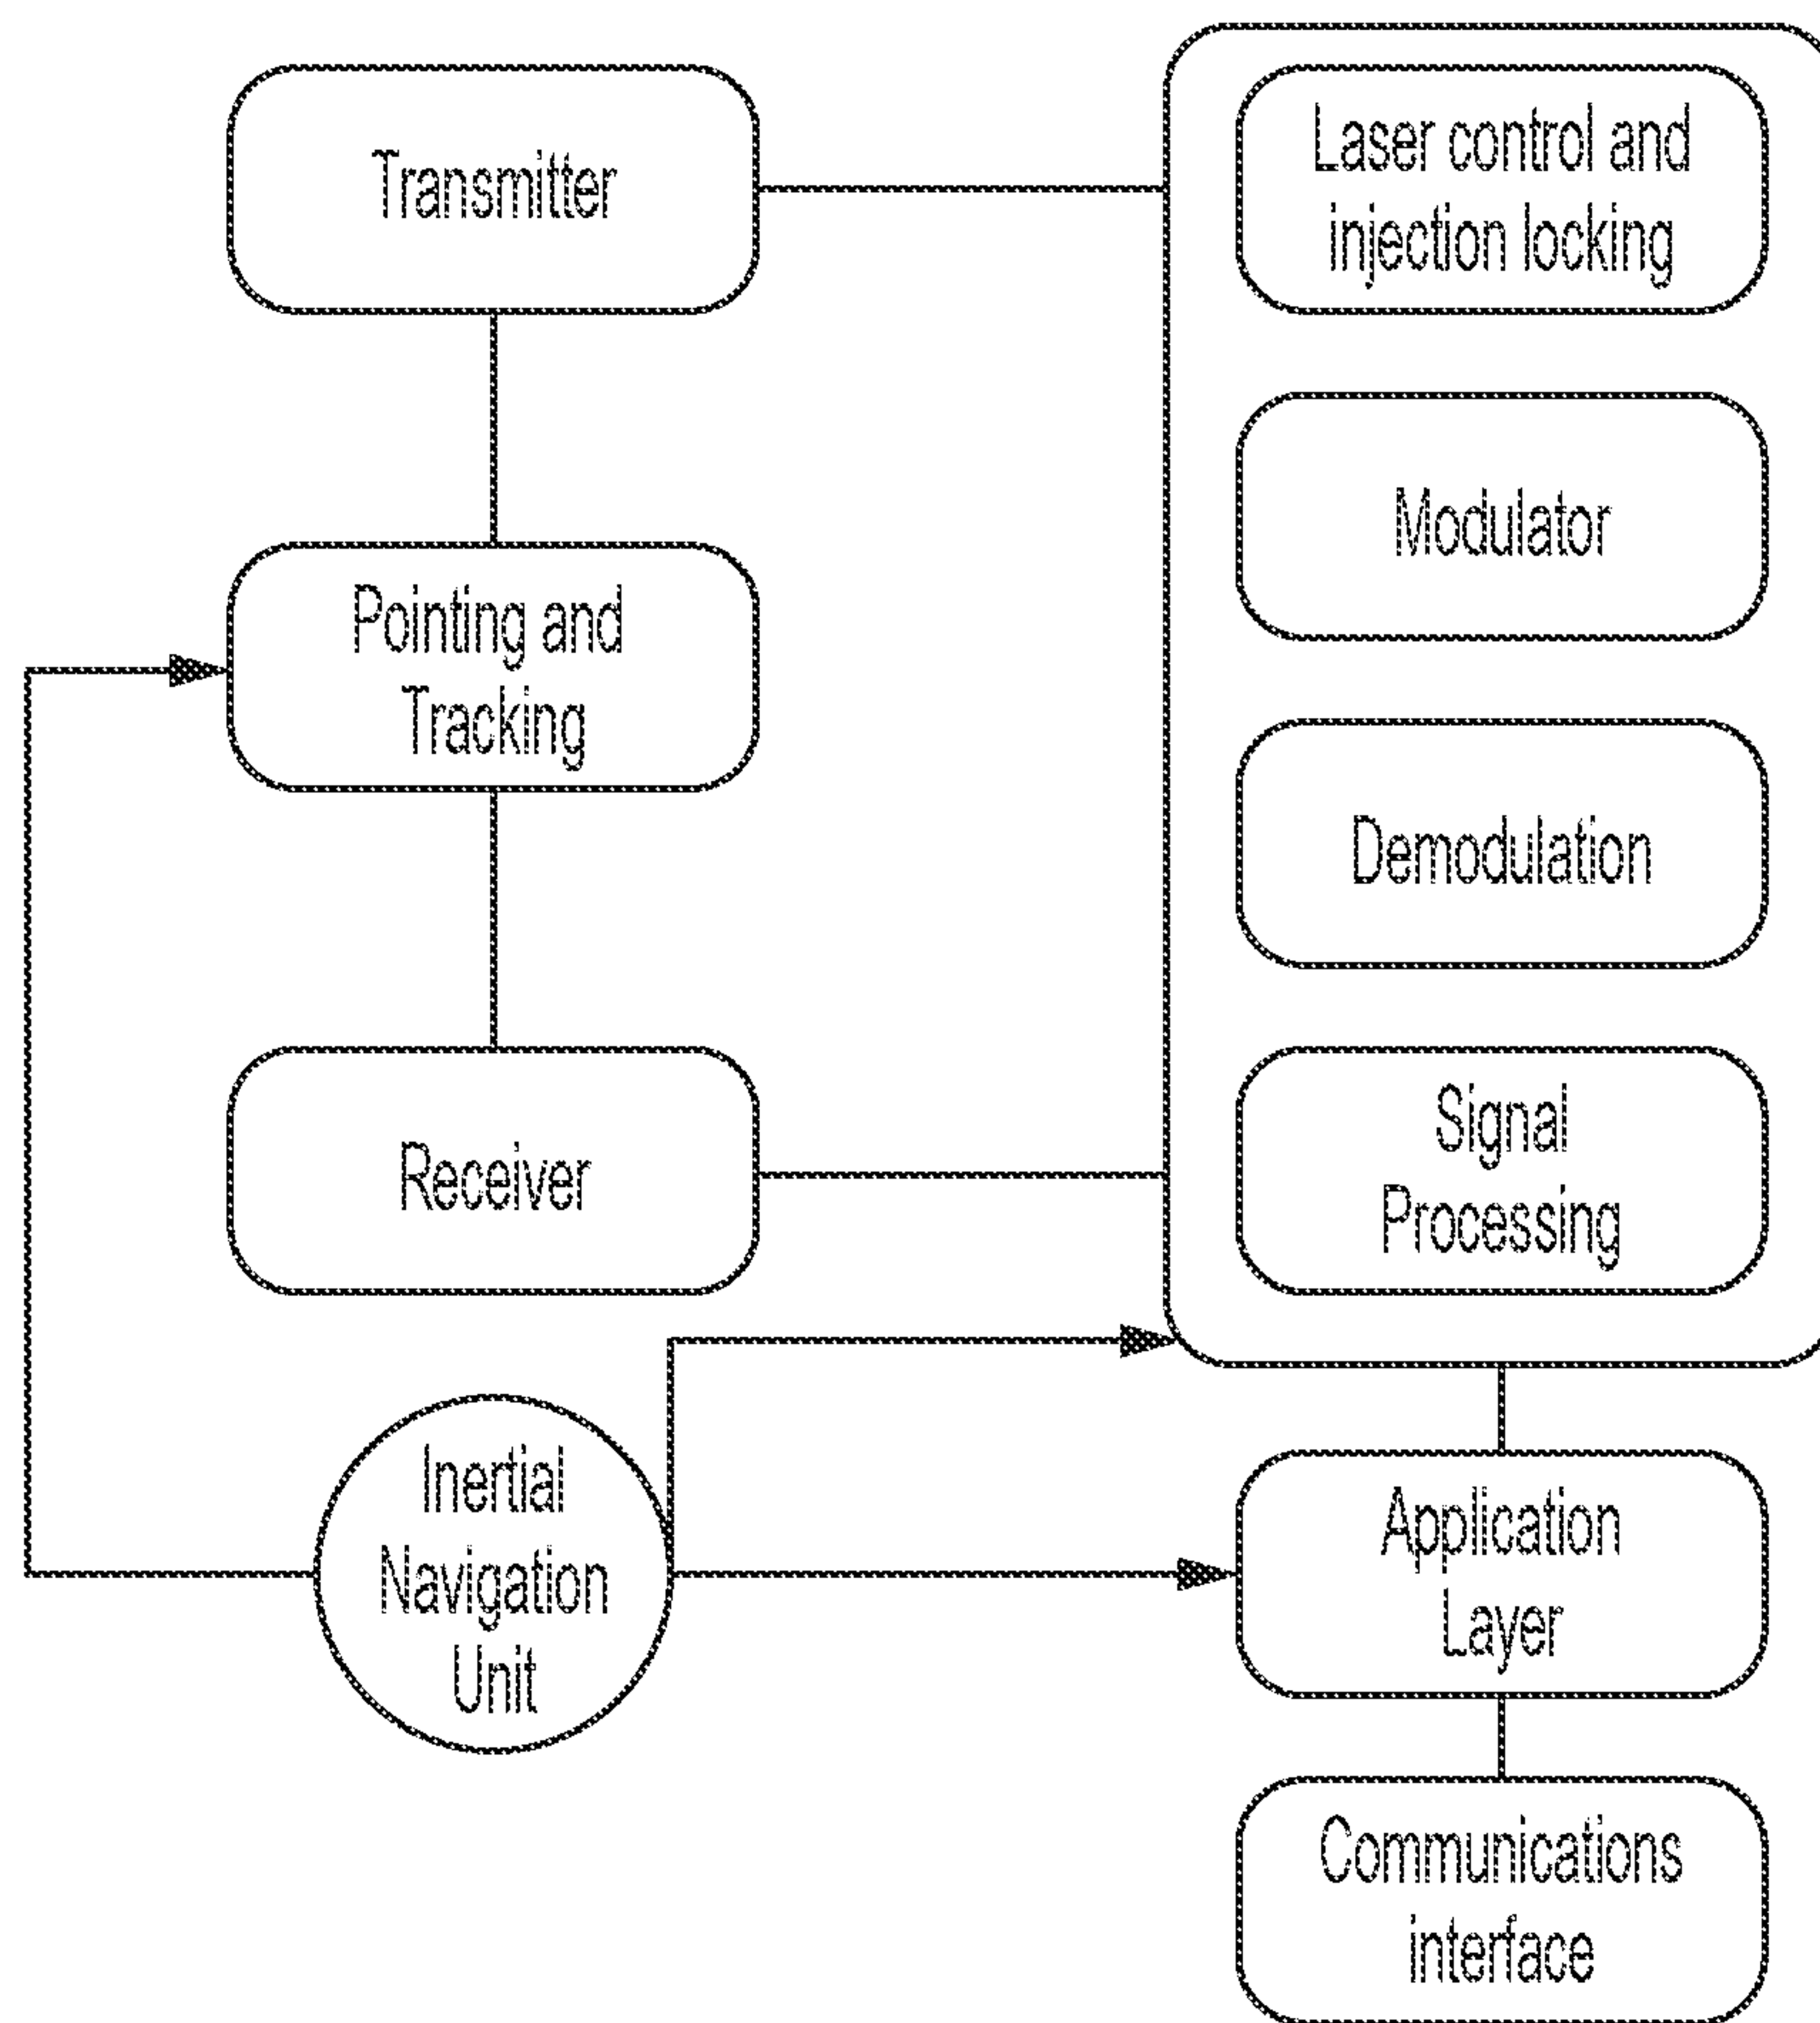 Transmitter
Laser control and
injection locking
Modulator
Pointing and
Tracking
Demodulation
Receiver
Signal
Processing
Inertial
Navigation
Unit
Application
Layer
Communications
interface